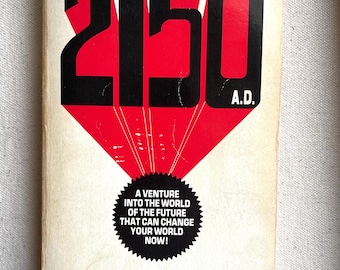 2150
A.D.
A VENTURE
INTO THE WORLD
OF THE FUTURE
THAT CAN CHANGE
YOUR WORLD
NOW!